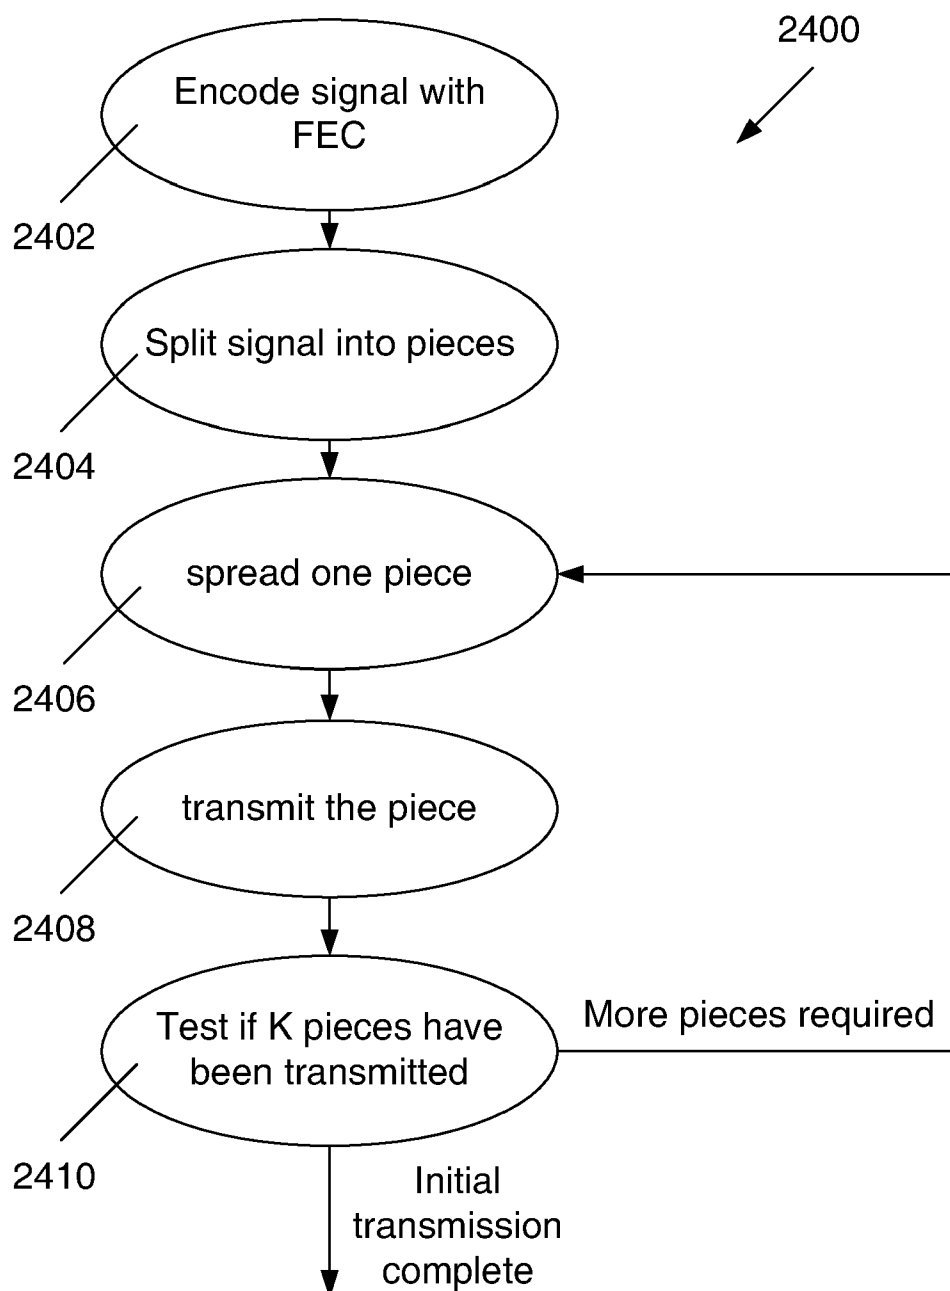 2400
Encode signal with
FEC
2402
Split signal into pieces
2404
spread one piece
2406
transmit the piece
2408
Test if K pieces have
been transmitted
More pieces required
2410
Initial
transmission
complete